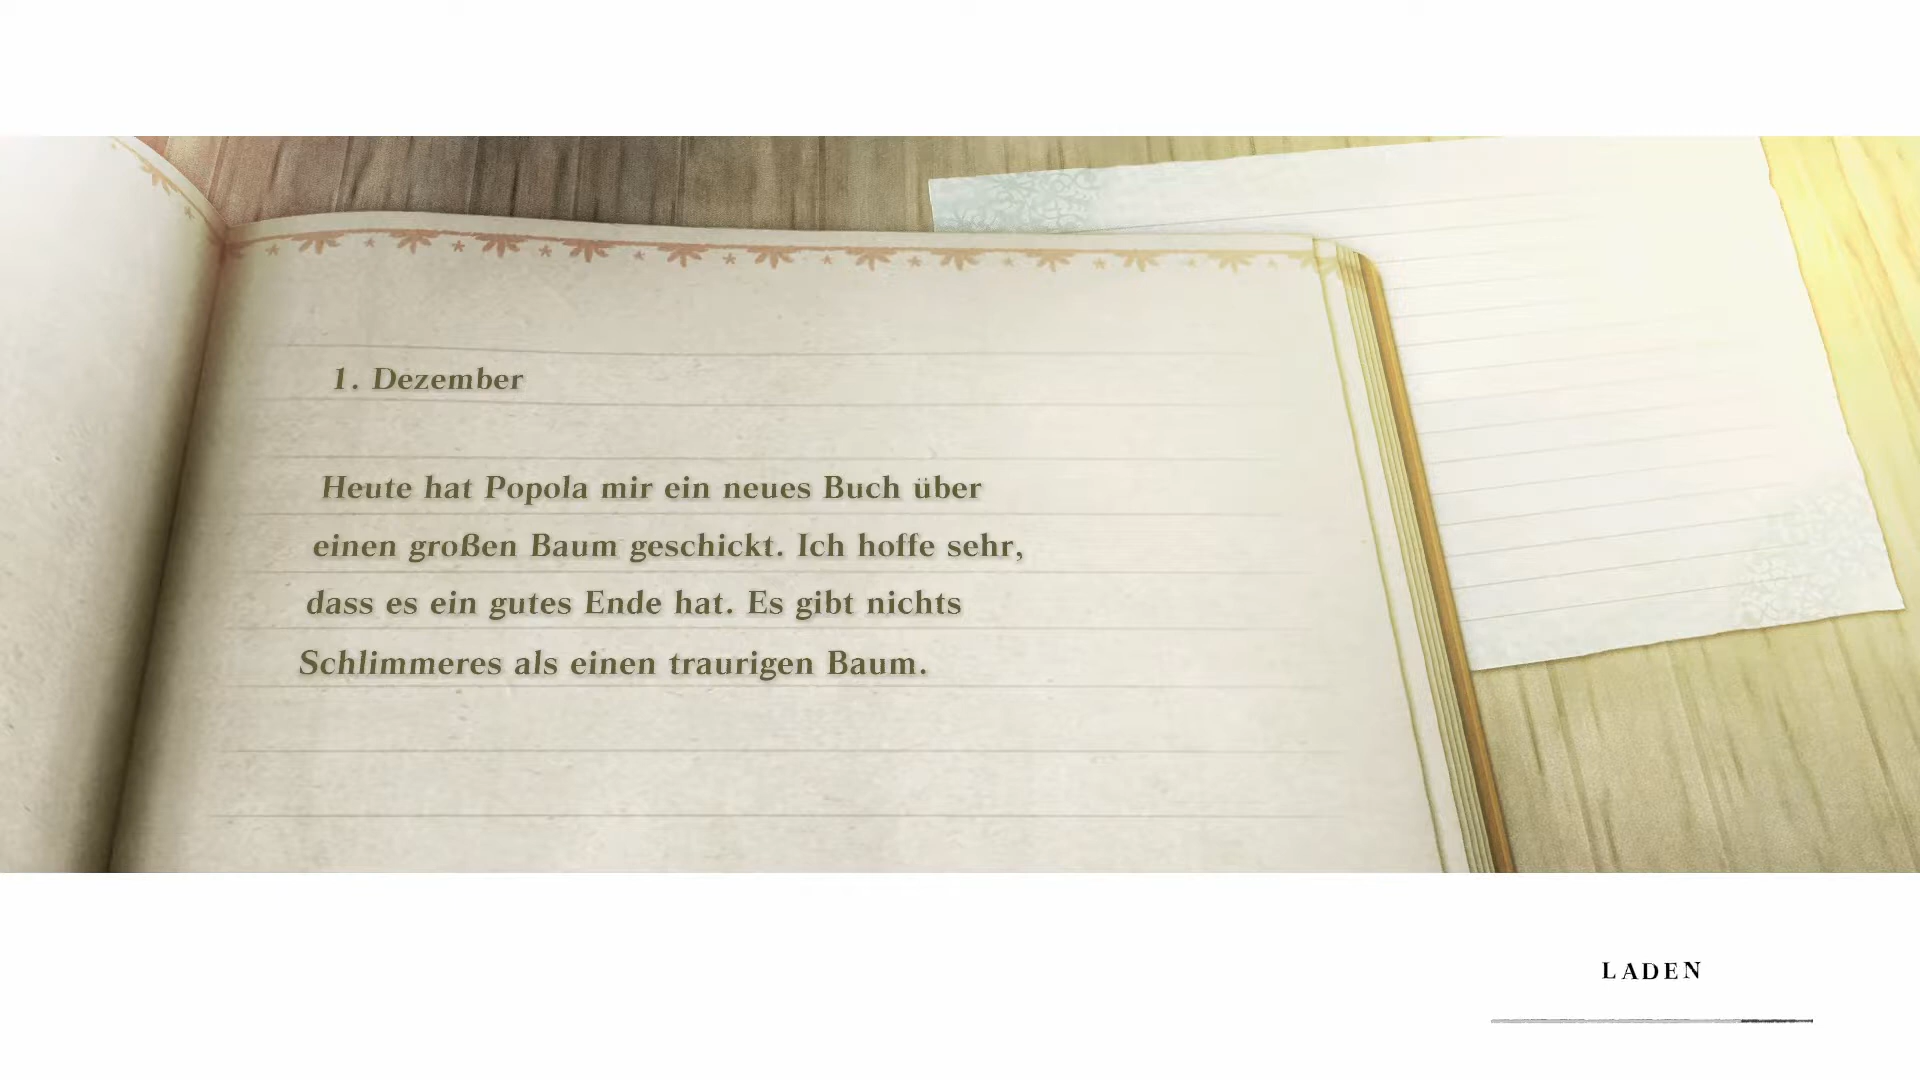 1. Dezember
Heute hat Popola mir ein neues Buch über
einen großen Baum geschickt. Ich hoffe sehr,
dass es ein gutes Ende hat. Es gibt nichts
Schlimmeres als einen traurigen Baum.
LADEN